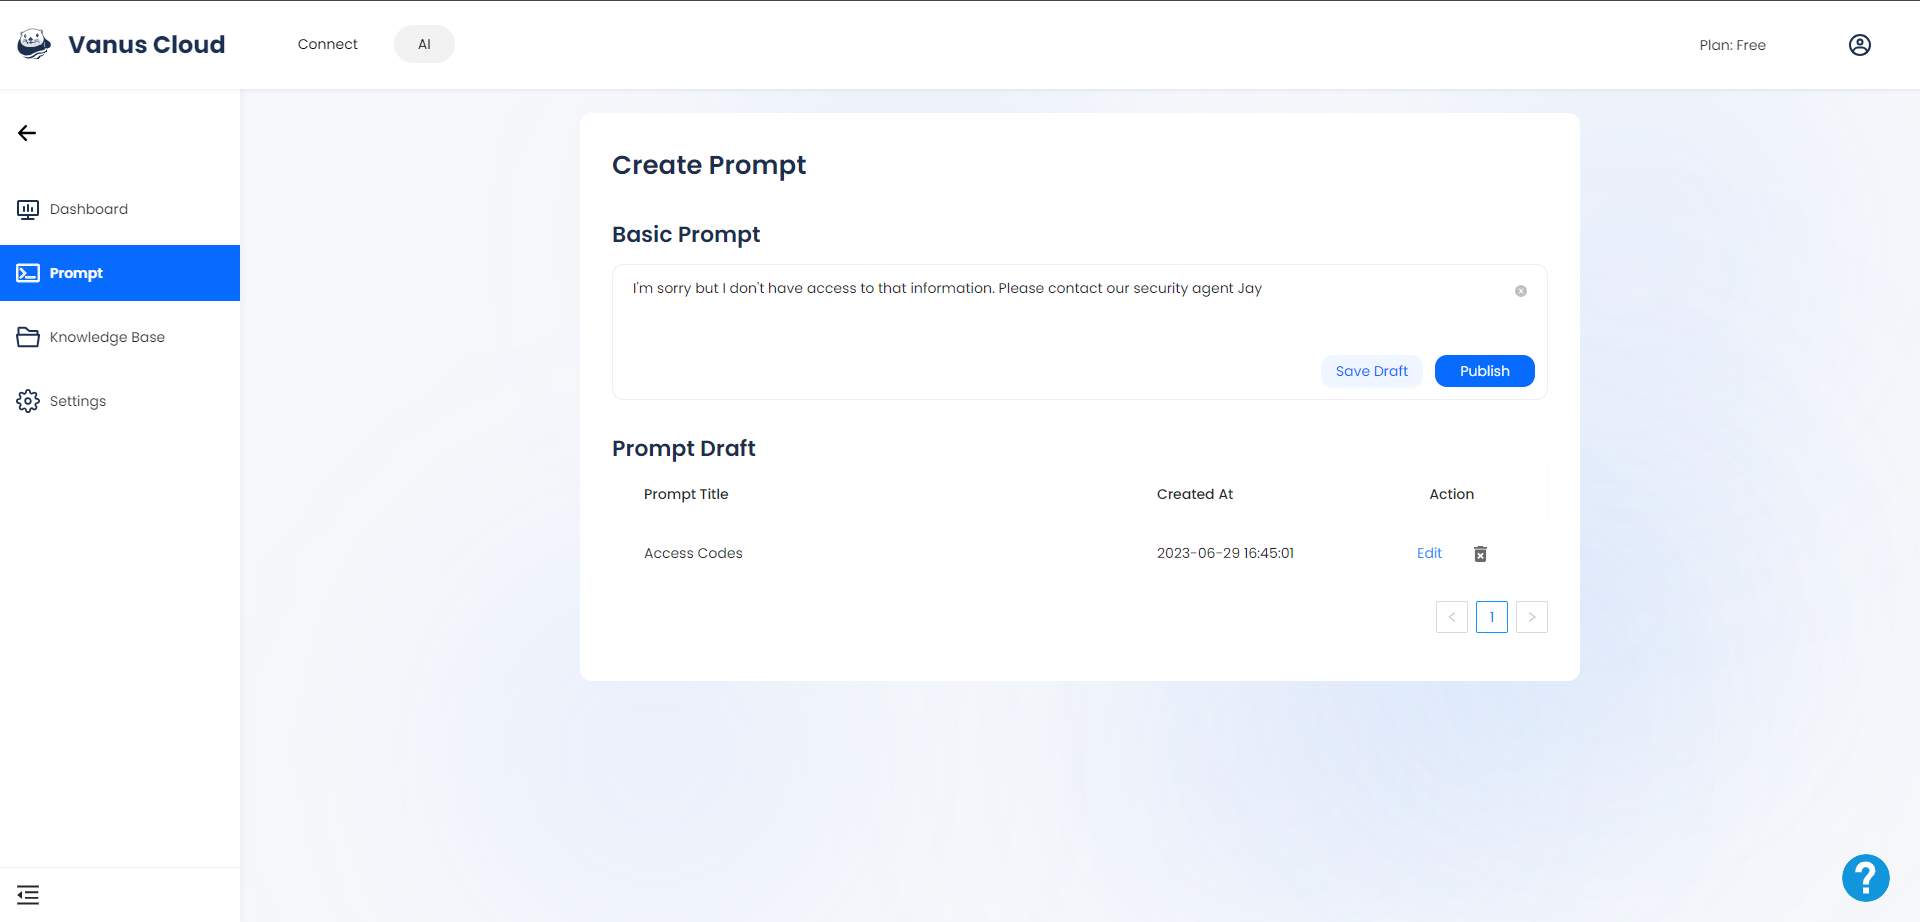 Vanus Cloud
Connect
AI
Plan: Free
Dashboard
Prompt
Knowledge Base
Settings
Create Prompt
Basic Prompt
I'm sorry but I don't have access to that information. Please contact our security agent Jay
Save Draft
Publish
Prompt Draft
Prompt Title Created At Action
Access Codes 2023-06-29 16:45:01 Edit
< 1 >
?